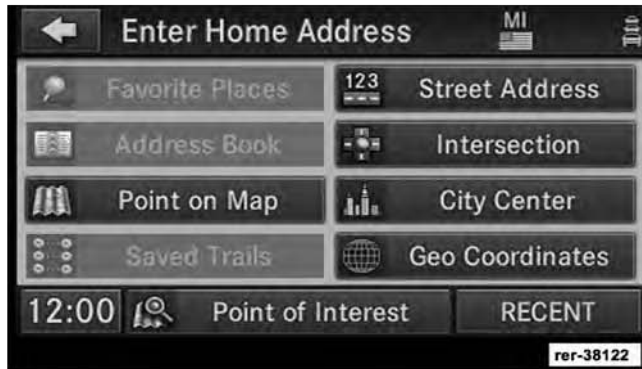 Enter Home Address
MI
Favorite Places
123
Street Address
Address Book
Intersection
Point on Map
City Center
Saved Trails
Geo Coordinates
12:00
Point of Interest
RECENT
rer-38122